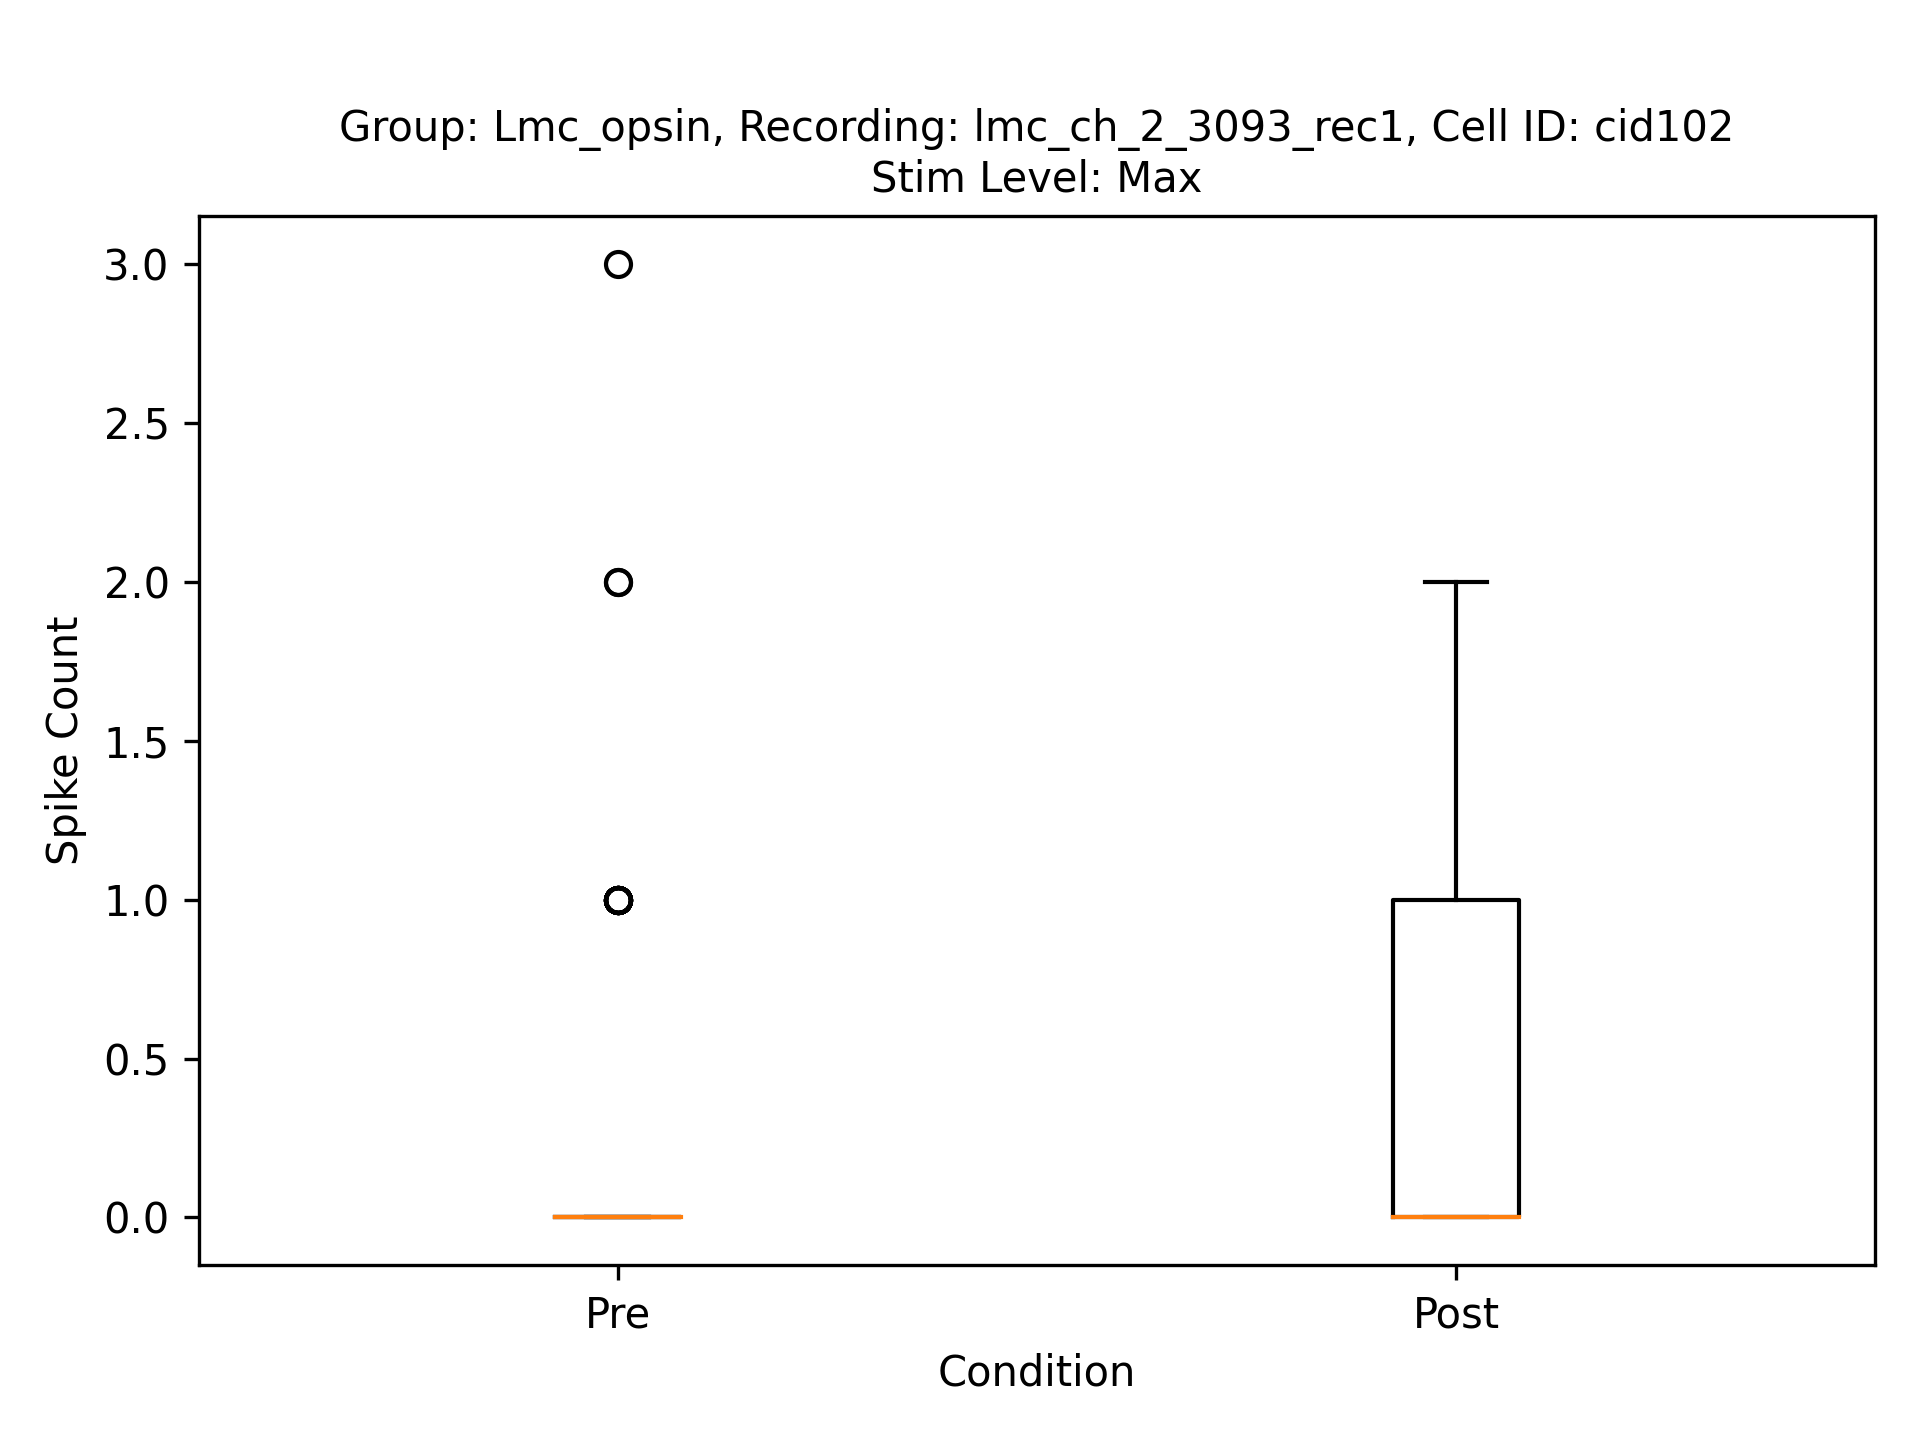 Group: Lmc_opsin, Recording: lmc_ch_2_3093_rec1, Cell ID: cid102
Stim Level: Max
3.0
2.5
2.0
1.5
1.0
0.5
0.0
Spike Count
Pre
Post
Condition